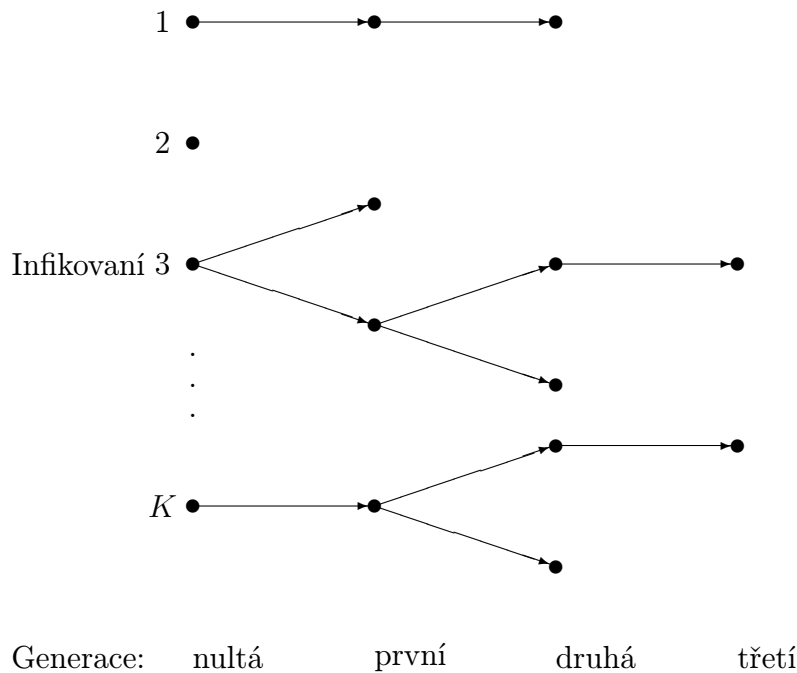 1
2
Infikovaní 3
.
.
.
K
Generace: nultá první druhá třetí